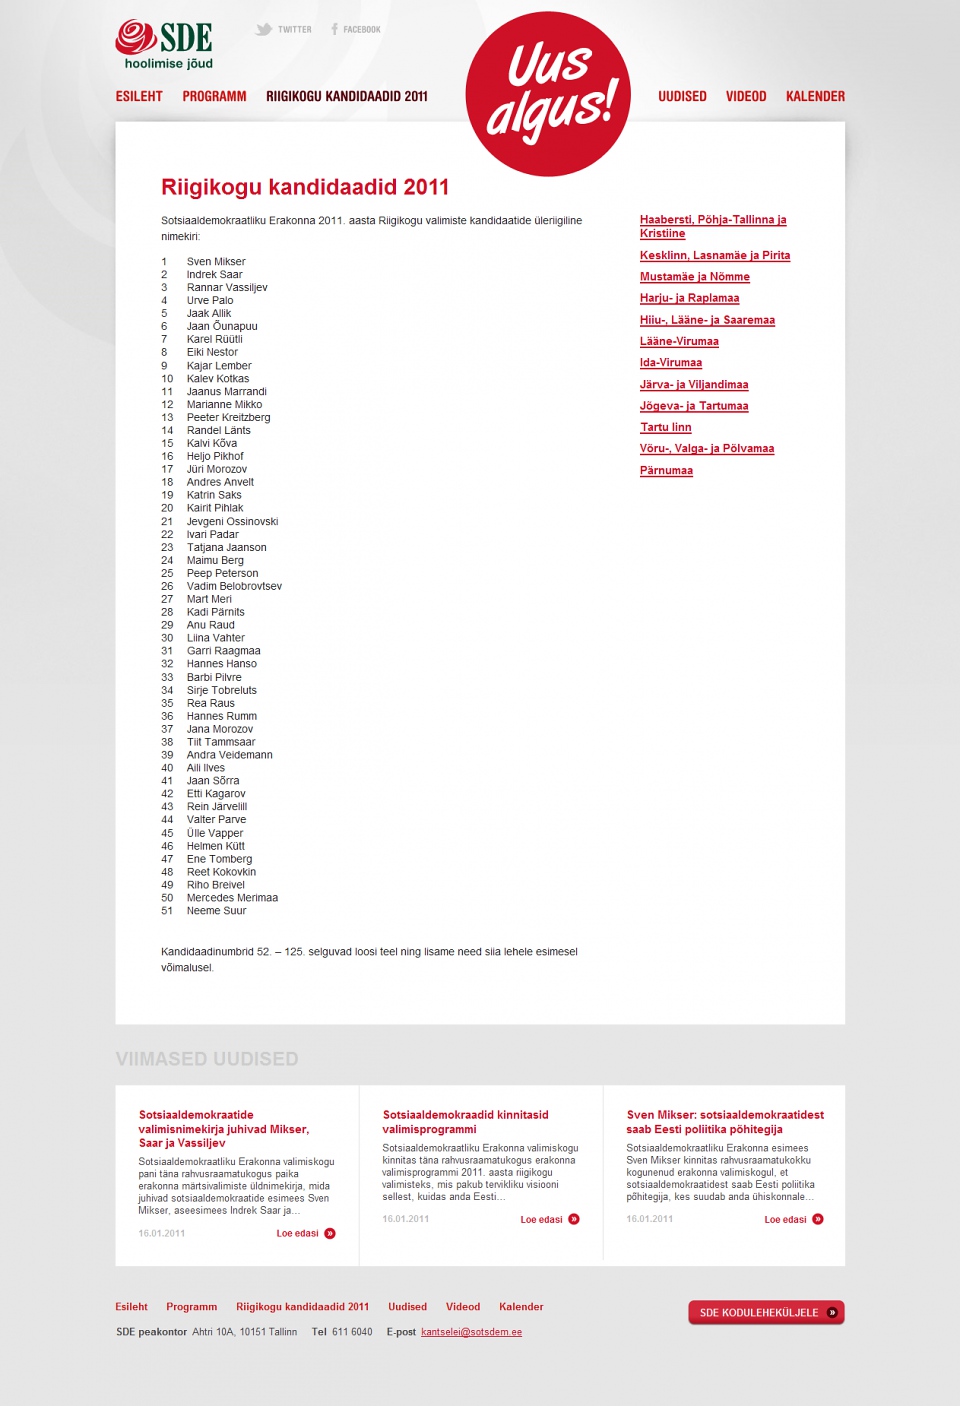 SDE
hoolimise jõud
TWITTER
FACEBOOK
Uus
algus!
ESILEHT
PROGRAMM
RIIGIKOGU KANDIDAADID 2011
UUDISED
VIDEOD
KALENDER
Riigikogu kandidaadid 2011
Sotsiaaldemokraatliku Erakonna 2011. aasta Riigikogu valimiste kandidaatide üleriigiline
nimekiri:
1 Sven Mikser
2 Indrek Saar
3 Rannar Vassiljev
4 Urve Palo
5 Jaak Allik
6 Jaan Õunapuu
7 Karel Rüütli
8 Eiki Nestor
9 Kajar Lember
10 Kalev Kotkas
11 Jaanus Marrandi
12 Marianne Mikko
13 Peeter Kreitzberg
14 Randel Länts
15 Kalvi Kõva
16 Heljo Pikhof
17 Jüri Morozov
18 Andres Anvelt
19 Katrin Saks
20 Kairit Pihlak
21 Jevgeni Ossinovski
22 Ivari Padar
23 Tatjana Jaanson
24 Maimu Berg
25 Peep Peterson
26 Vadim Belobrovtsev
27 Mart Meri
28 Kadi Pärnits
29 Anu Raud
30 Liina Vahter
31 Garri Raagmaa
32 Hannes Hanso
33 Barbi Pilvre
34 Sirje Tobreluts
35 Rea Raus
36 Hannes Rumm
37 Jana Morozov
38 Tiit Tammsaar
39 Andra Veidemann
40 Aili Ilves
41 Jaan Sõrra
42 Etti Kagarov
43 Rein Järvelill
44 Valter Parve
45 Ülle Vapper
46 Helmen Kütt
47 Ene Tomberg
48 Reet Kokovkin
49 Riho Breivel
50 Mercedes Merimaa
51 Neeme Suur
Kandidaadinumbrid 52. – 125. selguvad loosi teel ning lisame need siia lehele esimesel
võimalusel.
Haabersti, Põhja-Tallinna ja
Kristiine
Kesklinn, Lasnamäe ja Pirita
Mustamäe ja Nõmme
Harju- ja Raplamaa
Hiiu-, Lääne- ja Saaremaa
Lääne-Virumaa
Ida-Virumaa
Järva- ja Viljandimaa
Jõgeva- ja Tartumaa
Tartu linn
Võru-, Valga- ja Põlvamaa
Pärnumaa
VIIMASED UUDISED
Sotsiaaldemokraatide
valimisnimekirja juhivad Mikser,
Saar ja Vassiljev
Sotsiaaldemokraatliku Erakonna valimiskogu
pani täna rahvusraamatukogus paika
erakonna märtsivalimiste üldnimekirja, mida
juhivad sotsiaaldemokraatide esimees Sven
Mikser, aseesimees Indrek Saar ja…
16.01.2011
Loe edasi
Sotsiaaldemokraadid kinnitasid
valimisprogrammi
Sotsiaaldemokraatliku Erakonna valimiskogu
kinnitas täna rahvusraamatukogus erakonna
valimisprogrammi 2011. aasta riigikogu
valimisteks, mis pakub tervikliku visiooni
sellest, kuidas anda Eesti…
16.01.2011
Loe edasi
Sven Mikser: sotsiaaldemokraatidest
saab Eesti poliitika põhitegija
Sotsiaaldemokraatliku Erakonna esimees
Sven Mikser kinnitas rahvusraamatukokku
kogunenud erakonna valimiskogul, et
sotsiaaldemokraatidest saab Eesti poliitika
põhitegija, kes suudab anda ühiskonnale…
16.01.2011
Loe edasi
Esileht
Programm
Riigikogu kandidaadid 2011
Uudised
Videod
Kalender
SDE KODULEHEKÜLJELE
SDE peakontor Ahtri 10A, 10151 Tallinn Tel 611 6040 E-post kantselei@sotsdem.ee